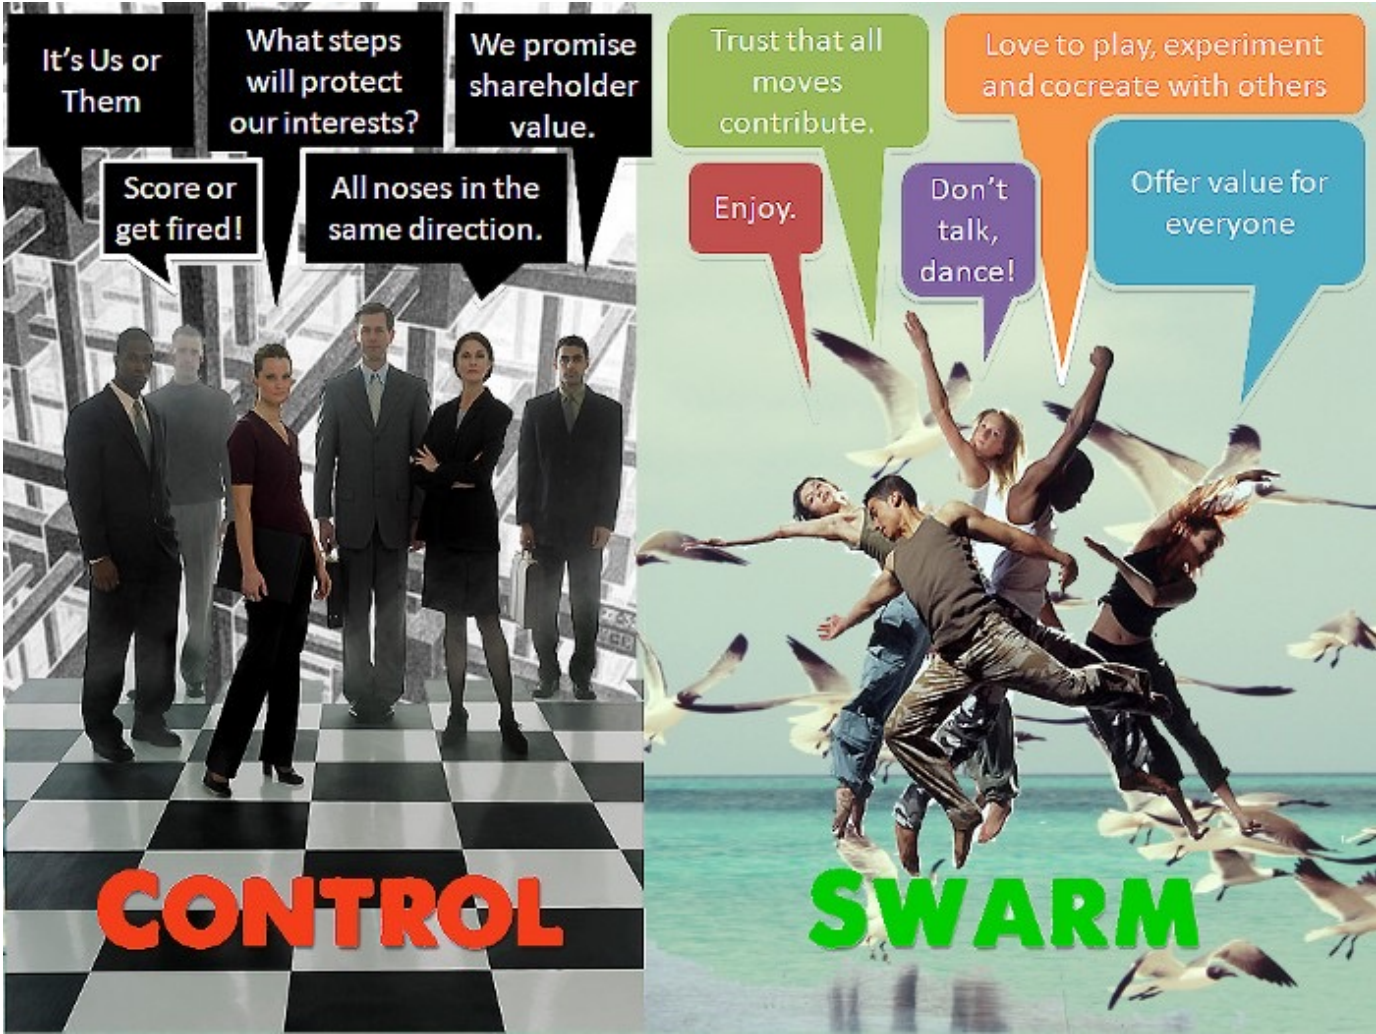 It's Us or
Them
What steps
will protect
our interests?
We promise
shareholder
value.
Score or
get fired!
All noses in the
same direction.
CONTROL
Trust that all
moves
contribute.
Love to play, experiment
and cocreate with others
Enjoy.
Don't
talk,
dance!
Offer value for
everyone
SWARM